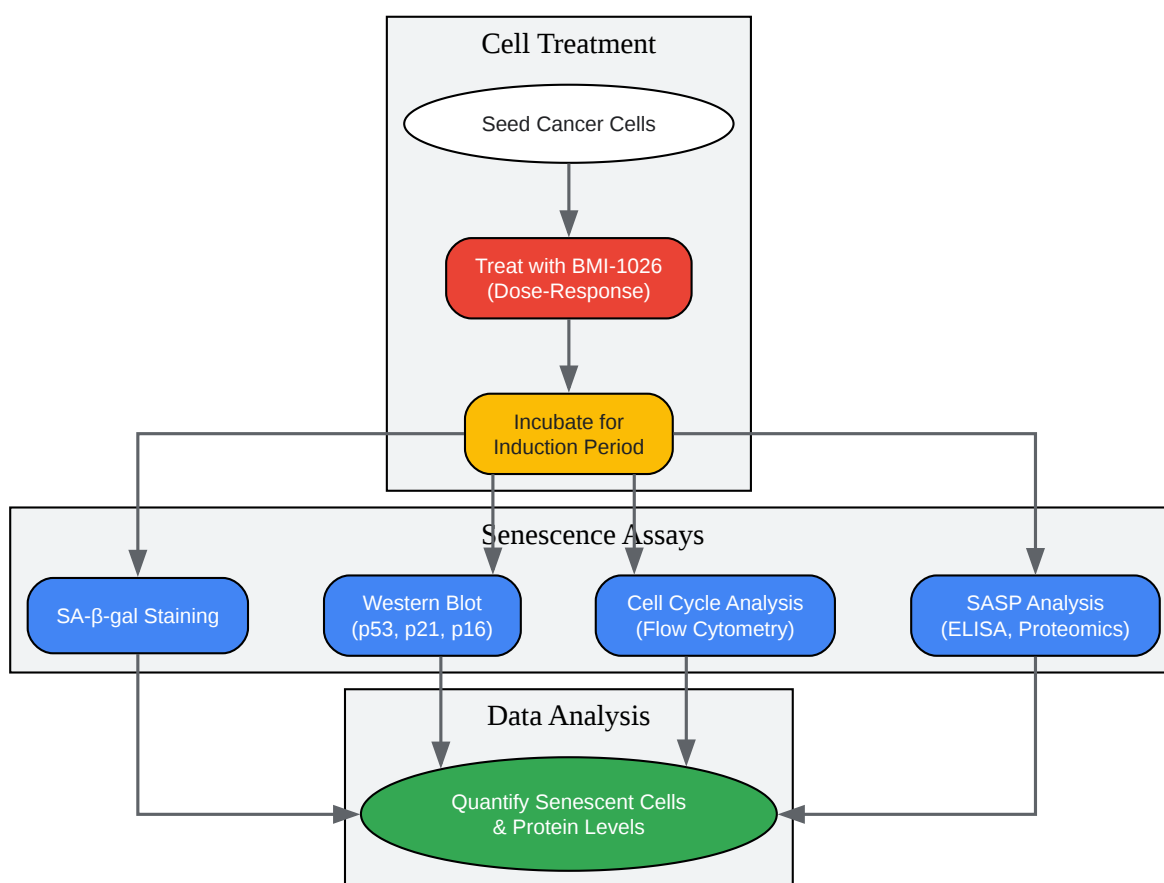 Cell Treatment
Seed Cancer Cells
Treat with BMI-1026
(Dose-Response)
Incubate for
Induction Period
Senescence Assays
SA-β-gal Staining
Western Blot
(p53, p21, p16)
Cell Cycle Analysis
(Flow Cytometry)
SASP Analysis
(ELISA, Proteomics)
Data Analysis
Quantify Senescent Cells
& Protein Levels